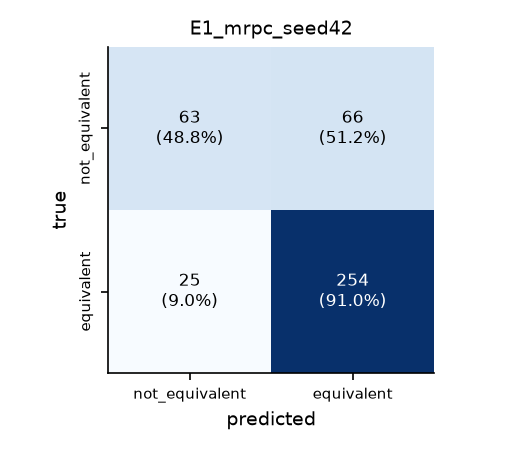 E1_mrpc_seed42
true
not_equivalent
63
(48.8%)
66
(51.2%)
equivalent
25
(9.0%)
254
(91.0%)
not_equivalent
equivalent
predicted